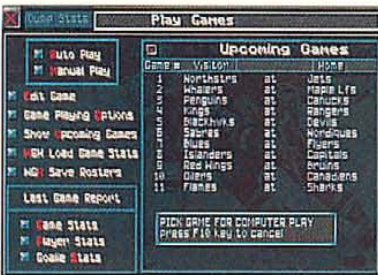 Dump Stats
Play Games
Auto Play
Manual Play
Edit Game
Game Playing Options
Show Upcoming Games
NGH Load Game Stats
Save Rosters
Last Game Report
Game Stats
Player Stats
Goalie Stats
Upcoming Games
Game # Visitor Home
1 Northstrs at Jets
2 Whalers at Maple Lfs
3 Penguins at Canucks
4 Kings at Rangers
5 Blackhwks at Devils
6 Sabres at Nordiques
7 Blues at Flyers
8 Islanders at Capitals
9 Red Wings at Bruins
10 Oilers at Canadiens
11 Flames at Sharks
PICK GAME FOR COMPUTER PLAY
press F10 key to cancel